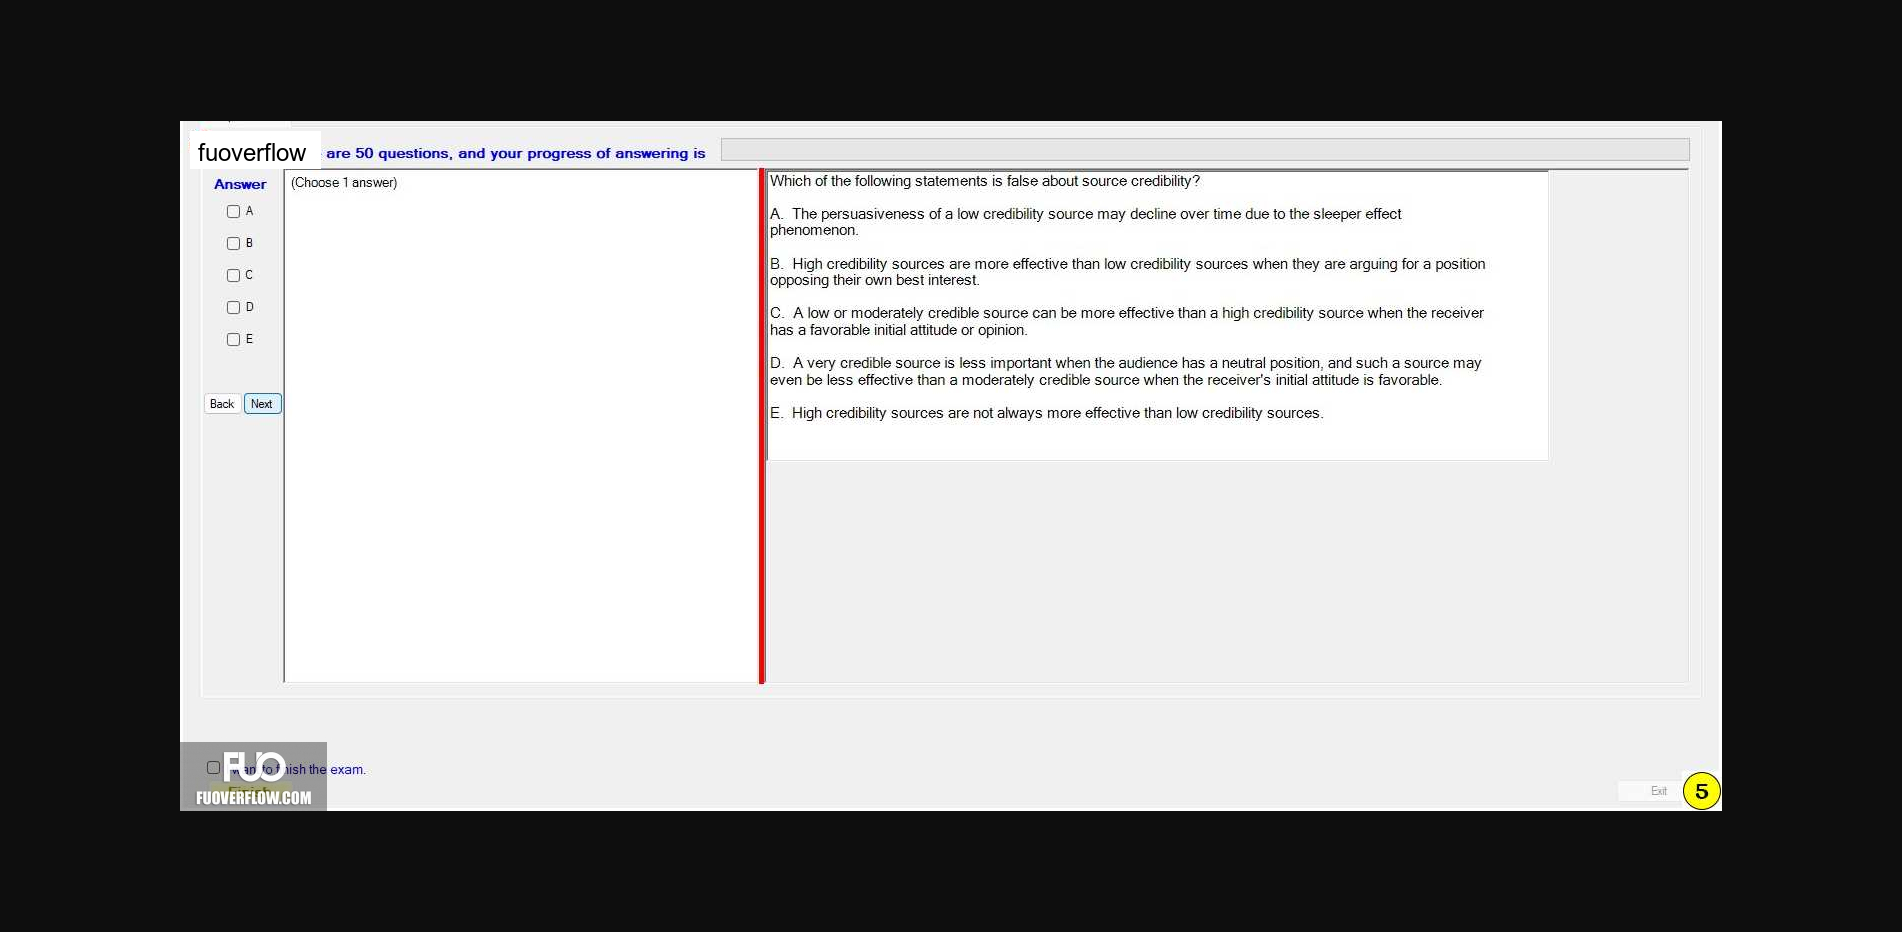 fuoverflow are 50 questions, and your progress of answering is
Answer
(Choose 1 answer)
A
B
C
D
E
Back Next
Which of the following statements is false about source credibility?
A. The persuasiveness of a low credibility source may decline over time due to the sleeper effect
phenomenon.
B. High credibility sources are more effective than low credibility sources when they are arguing for a position
opposing their own best interest.
C. A low or moderately credible source can be more effective than a high credibility source when the receiver
has a favorable initial attitude or opinion.
D. A very credible source is less important when the audience has a neutral position, and such a source may
even be less effective than a moderately credible source when the receiver's initial attitude is favorable.
E. High credibility sources are not always more effective than low credibility sources.
FUO
to the exam.
Finish
FUOVERFLOW.COM
Exit
5